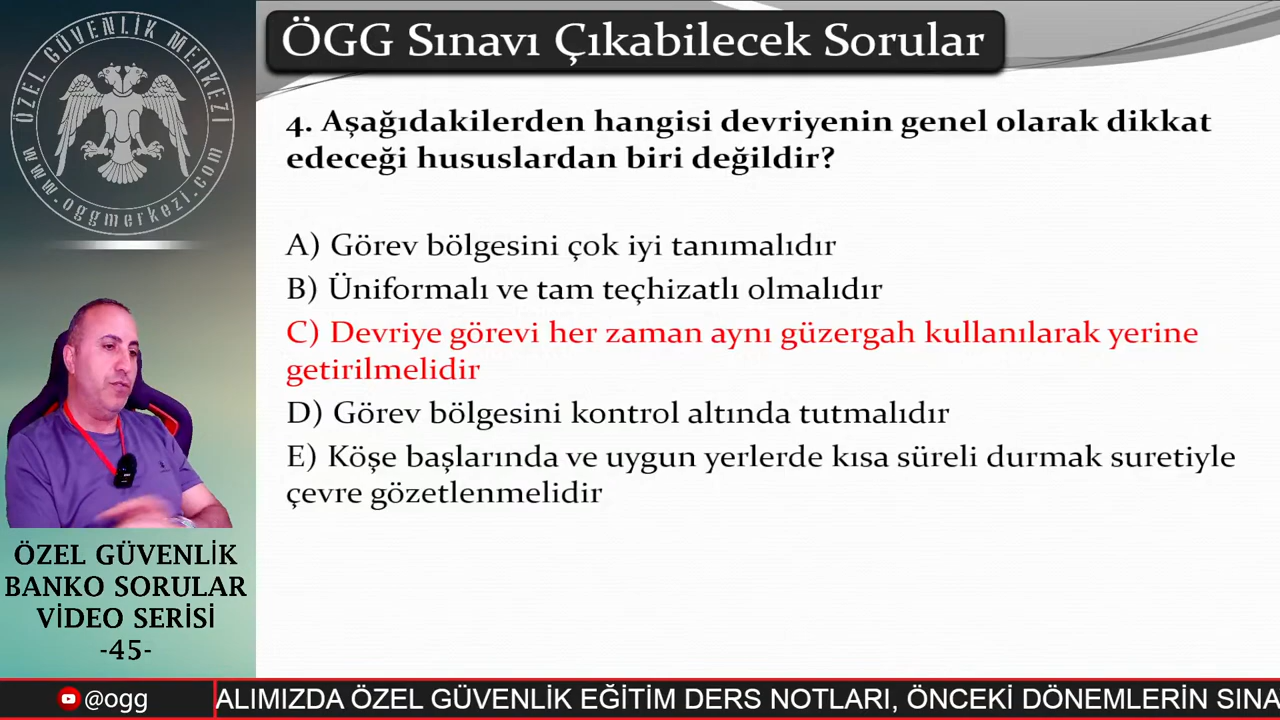 ÖZEL GÜVENLİK MERKEZİ
www.oggmerkezi.com
ÖGG Sınavı Çıkabilecek Sorular
4. Aşağıdakilerden hangisi devriyenin genel olarak dikkat
edeceği hususlardan biri değildir?
A) Görev bölgesini çok iyi tanımalıdır
B) Üniformalı ve tam teçhizatlı olmalıdır
C) Devriye görevi her zaman aynı güzergah kullanılarak yerine
getirilmelidir
D) Görev bölgesini kontrol altında tutmalıdır
E) Köşe başlarında ve uygun yerlerde kısa süreli durmak suretiyle
çevre gözetlenmelidir
ÖZEL GÜVENLİK
BANKO SORULAR
VİDEO SERİSİ
-45-
@ogg
ALIMIZDA ÖZEL GÜVENLİK EĞİTİM DERS NOTLARI, ÖNCEKİ DÖNEMLERİN SINA